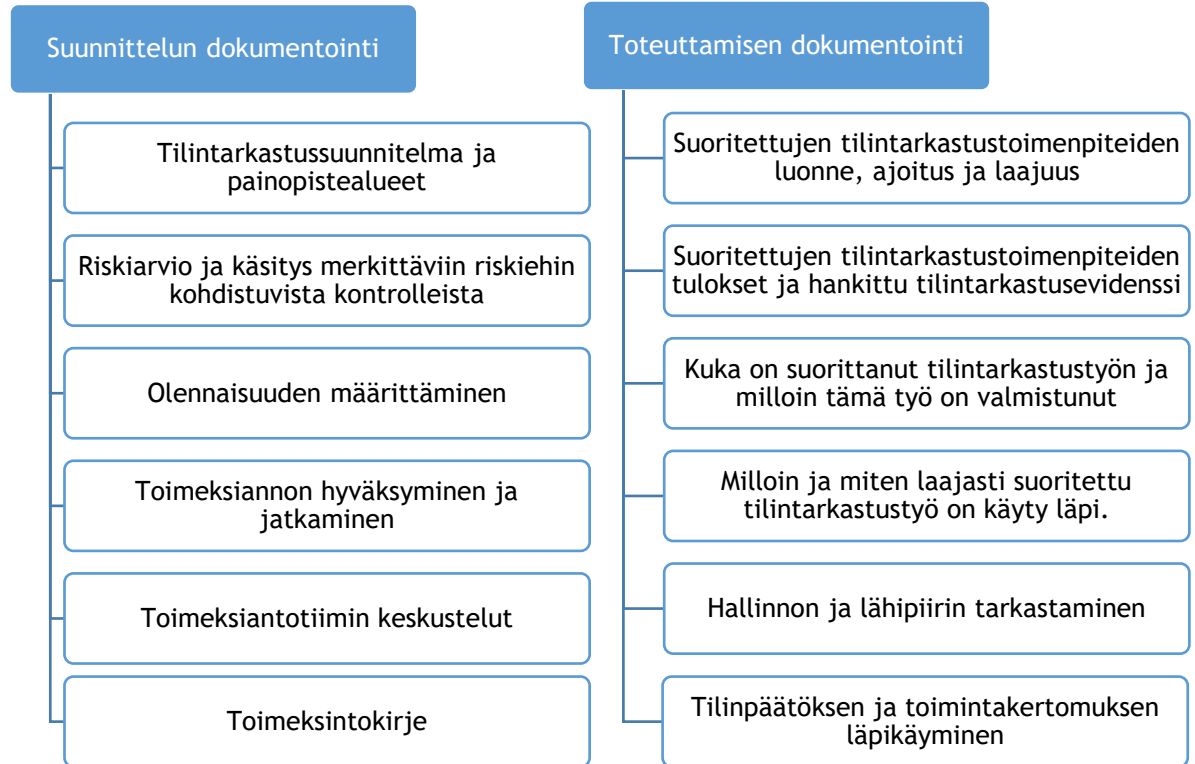 Suunnittelun dokumentointi
Tilintarkastussuunnitelma ja
painopistealueet
Riskiarvio ja käsitys merkittäviin riskiehin
kohdistuvista kontrolleista
Olennaisuuden määrittäminen
Toimeksiannon hyväksyminen ja
jatkaminen
Toimeksiantotiimin keskustelut
Toimeksintokirje
Toteuttamisen dokumentointi
Suoritettujen tilintarkastustoimenpiteiden
luonne, ajoitus ja laajuus
Suoritettujen tilintarkastustoimenpiteiden
tulokset ja hankittu tilintarkastusevidenssi
Kuka on suorittanut tilintarkastustyön ja
milloin tämä työ on valmistunut
Milloin ja miten laajasti suoritettu
tilintarkastustyö on käyty läpi.
Hallinnon ja lähipiirin tarkastaminen
Tilinpäätöksen ja toimintakertomuksen
läpikäyminen